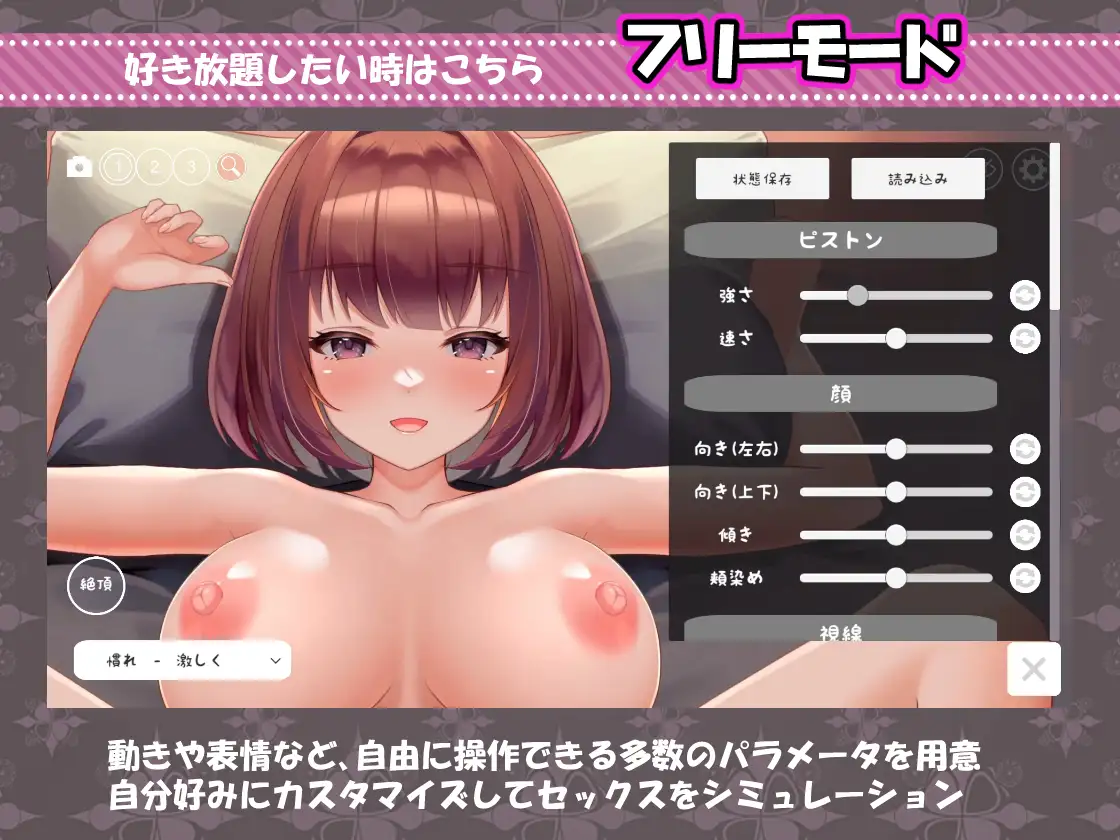 フリーモード
好き放題したい時はこちら
1 2 3
状態保存 読み込み
ピストン
強さ
速さ
顔
向き(左右)
向き(上下)
傾き
頬染め
視線
絶頂
慣れ - 激しく
動きや表情など、自由に操作できる多数のパラメータを用意
自分好みにカスタマイズしてセックスをシミュレーション